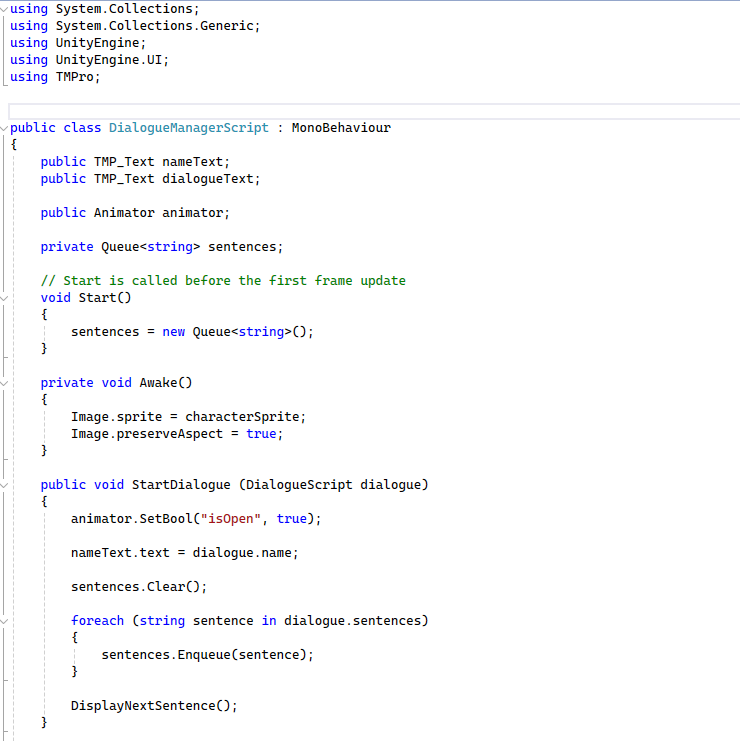 using System.Collections;
using System.Collections.Generic;
using UnityEngine;
using UnityEngine.UI;
using TMPro;
public class DialogueManagerScript : MonoBehaviour
{
public TMP_Text nameText;
public TMP_Text dialogueText;
public Animator animator;
private Queue<string> sentences;
// Start is called before the first frame update
void Start()
{
sentences = new Queue<string>();
}
private void Awake()
{
Image.sprite = characterSprite;
Image.preserveAspect = true;
}
public void StartDialogue (DialogueScript dialogue)
{
animator.SetBool("isOpen", true);
nameText.text = dialogue.name;
sentences.Clear();
foreach (string sentence in dialogue.sentences)
{
sentences.Enqueue(sentence);
}
DisplayNextSentence();
}